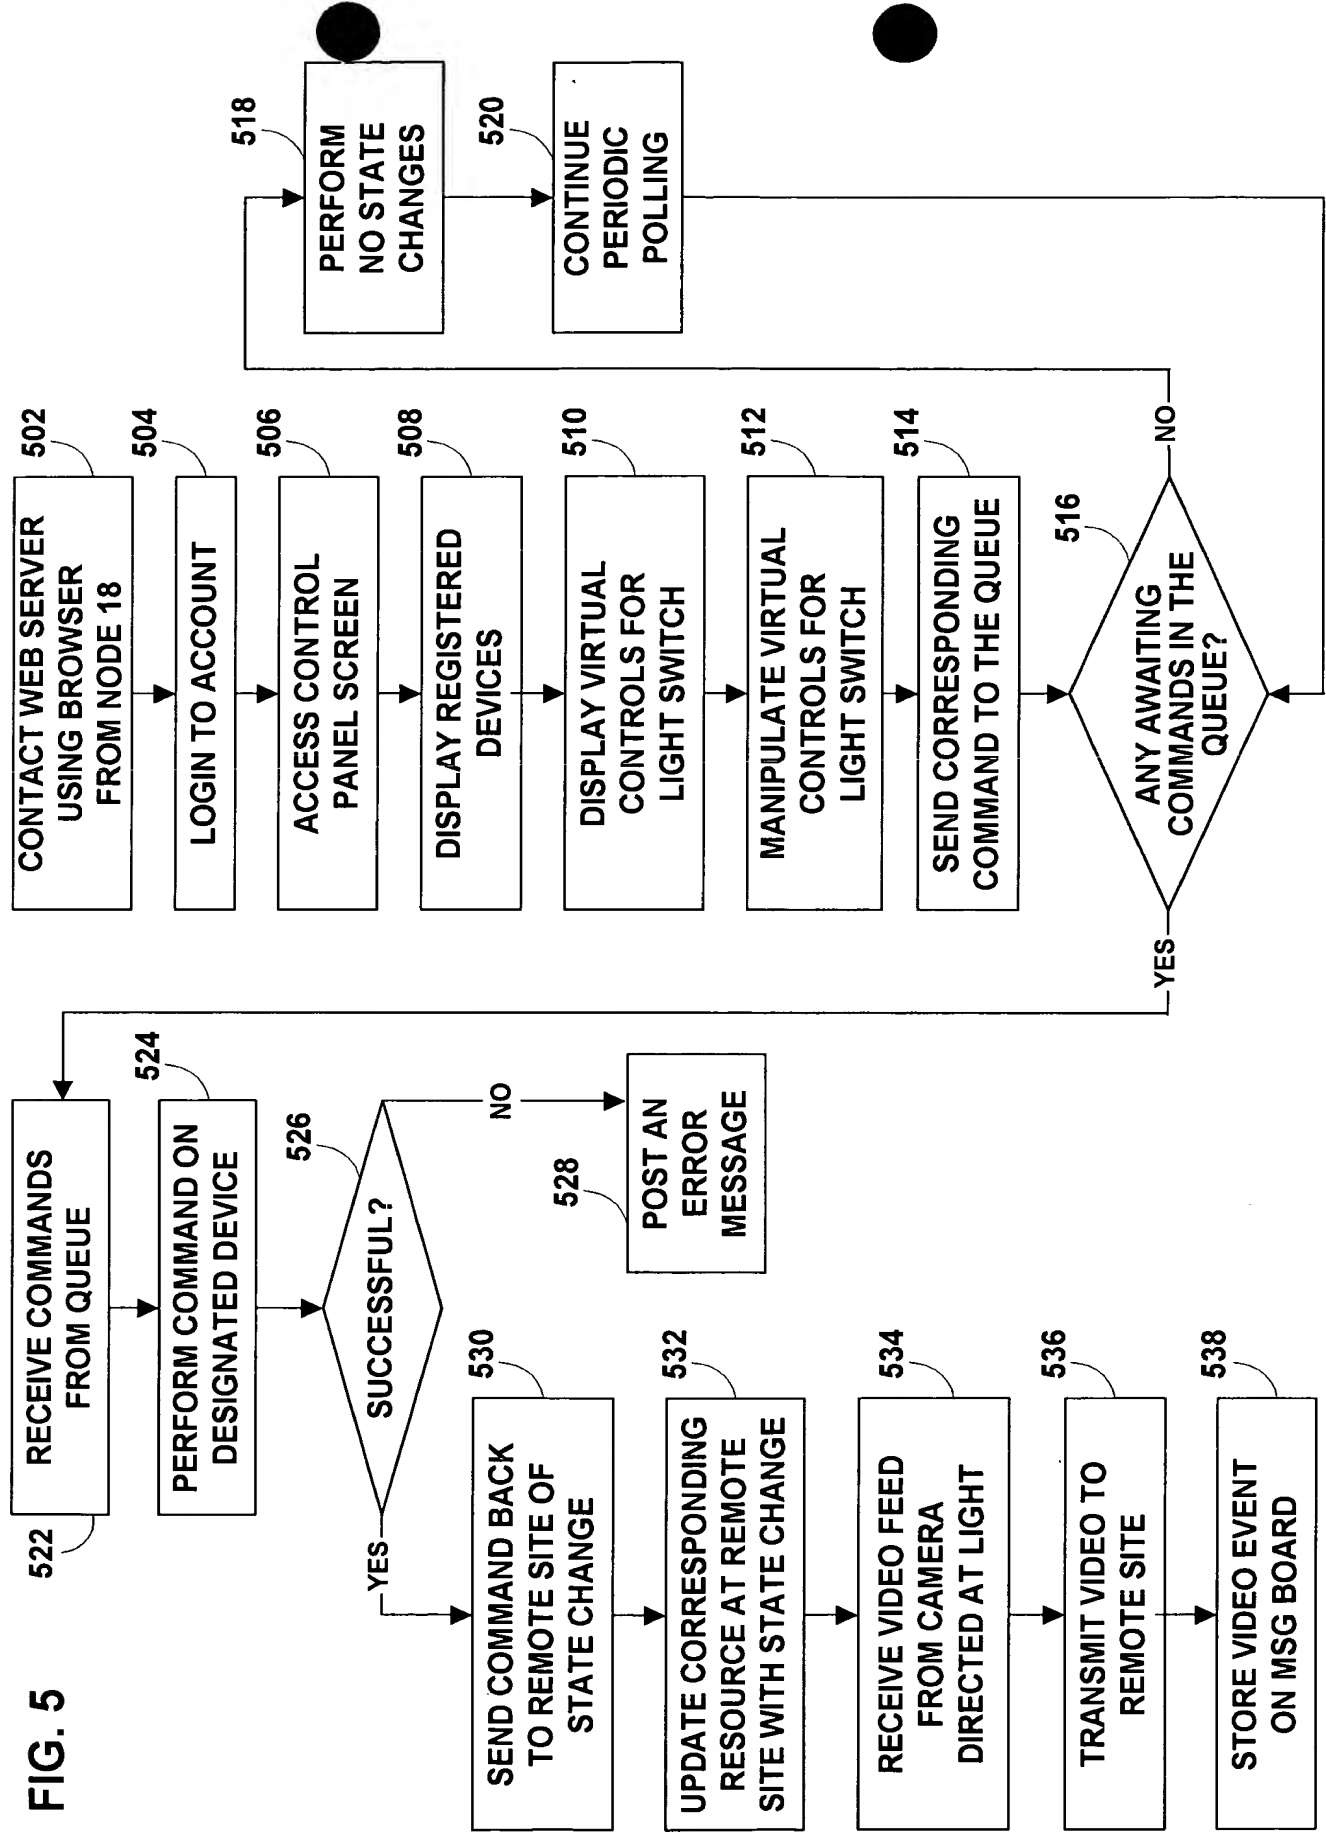 FIG. 5
502
CONTACT WEB SERVER
USING BROWSER
FROM NODE 18
504
LOGIN TO ACCOUNT
506
ACCESS CONTROL
PANEL SCREEN
508
DISPLAY REGISTERED
DEVICES
510
DISPLAY VIRTUAL
CONTROLS FOR
LIGHT SWITCH
512
MANIPULATE VIRTUAL
CONTROLS FOR
LIGHT SWITCH
514
SEND CORRESPONDING
COMMAND TO THE QUEUE
516
ANY AWAITING
COMMANDS IN THE
QUEUE?
NO
YES
518
PERFORM
NO STATE
CHANGES
520
CONTINUE
PERIODIC
POLLING
522
RECEIVE COMMANDS
FROM QUEUE
524
PERFORM COMMAND ON
DESIGNATED DEVICE
526
SUCCESSFUL?
NO
YES
528
POST AN
ERROR
MESSAGE
530
SEND COMMAND BACK
TO REMOTE SITE OF
STATE CHANGE
532
UPDATE CORRESPONDING
RESOURCE AT REMOTE
SITE WITH STATE CHANGE
534
RECEIVE VIDEO FEED
FROM CAMERA
DIRECTED AT LIGHT
536
TRANSMIT VIDEO TO
REMOTE SITE
538
STORE VIDEO EVENT
ON MSG BOARD